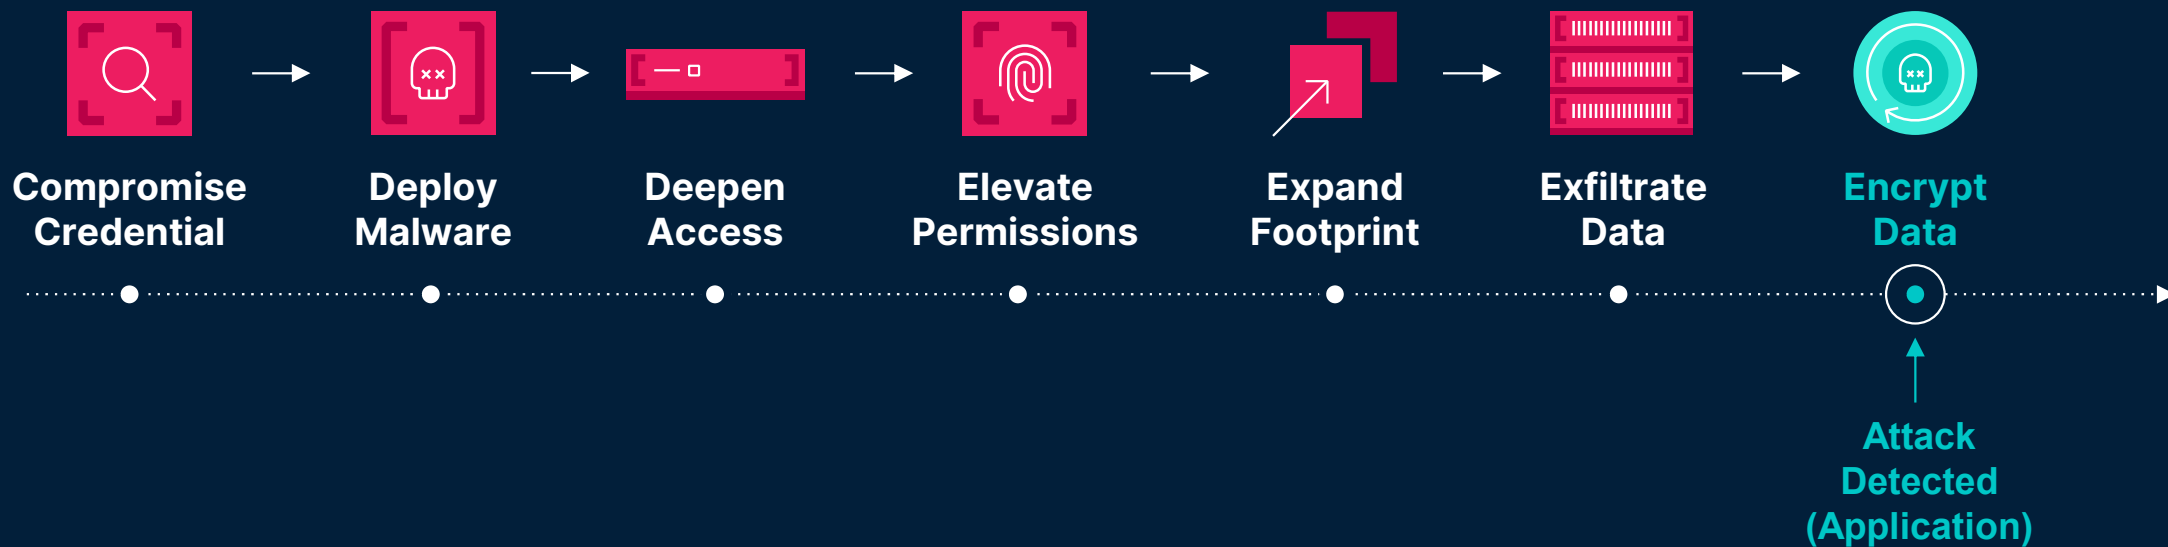 Compromise
Credential
Deploy
Malware
Deepen
Access
Elevate
Permissions
Expand
Footprint
Exfiltrate
Data
Encrypt
Data
Attack
Detected
(Application)